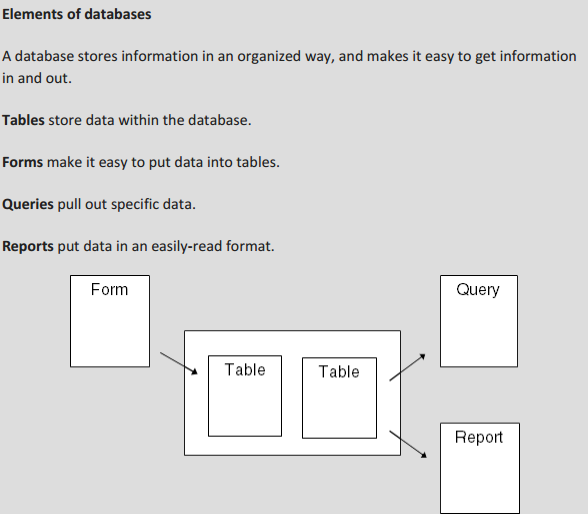 Elements of databases
A database stores information in an organized way, and makes it easy to get information
in and out.
Tables store data within the database.
Forms make it easy to put data into tables.
Queries pull out specific data.
Reports put data in an easily-read format.
Form
Query
Table
Table
Report